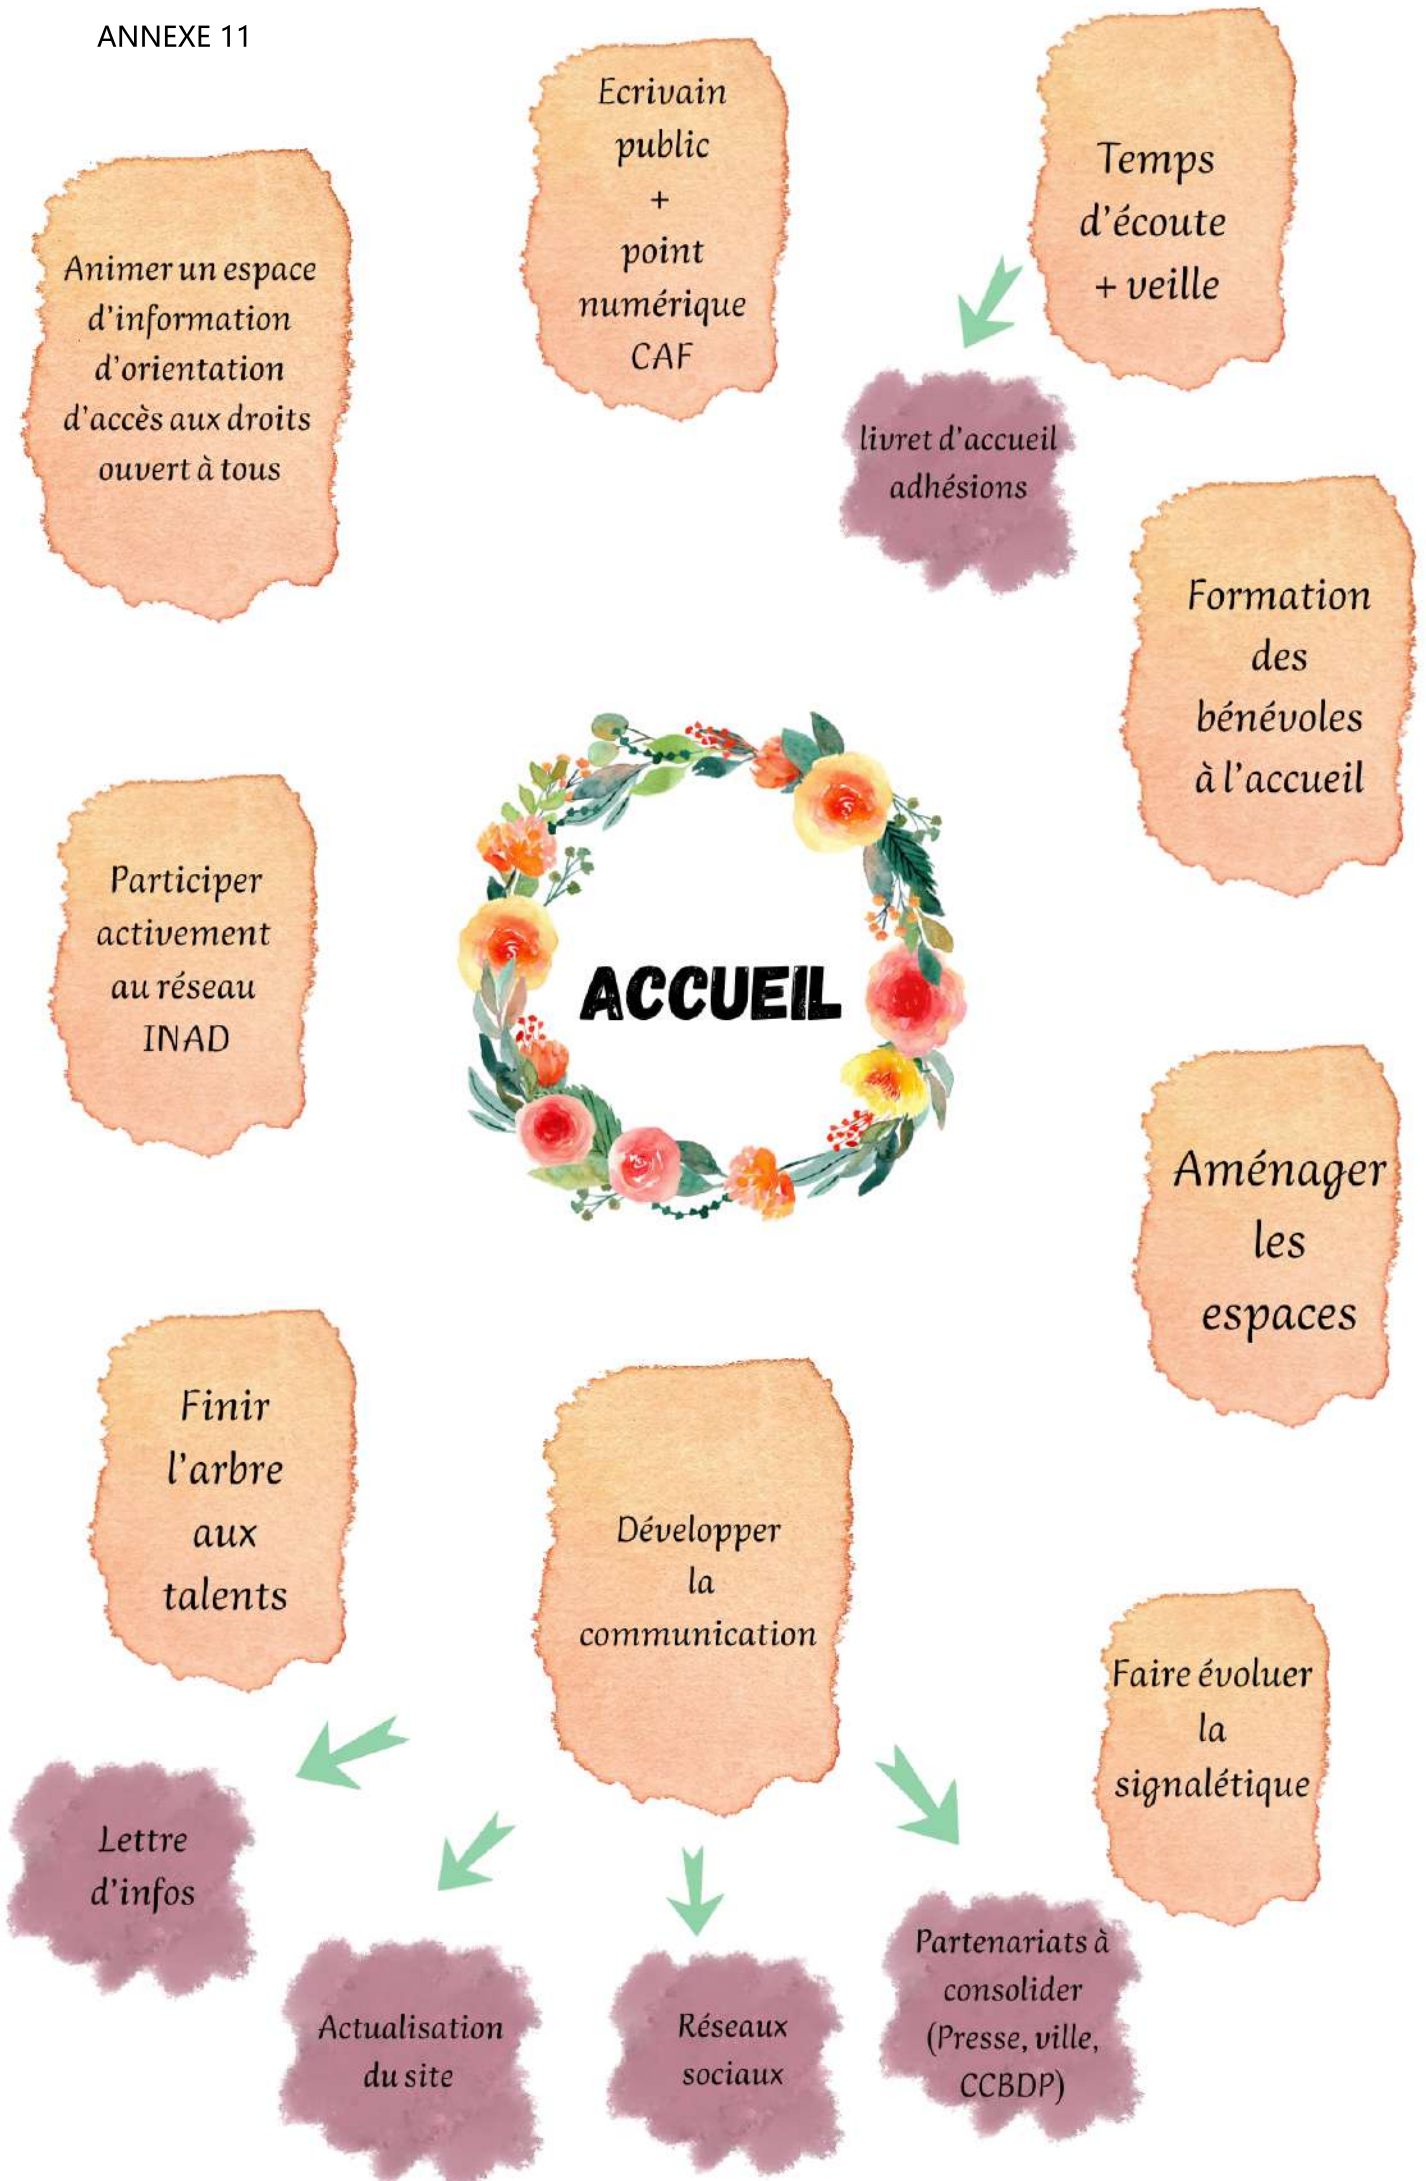 ANNEXE 11
Ecrivain
public
+
point
numérique
CAF
Temps
d'écoute
+ veille
Animer un espace
d'information
d'orientation
d'accès aux droits
ouvert à tous
livret d'accueil
adhésions
Formation
des
bénévoles
à l'accueil
Participer
activement
au réseau
INAD
ACCUEIL
Aménager
les
espaces
Finir
l'arbre
aux
talents
Développer
la
communication
Faire évoluer
la
signalétique
Lettre
d'infos
Actualisation
du site
Réseaux
sociaux
Partenariats à
consolider
(Presse, ville,
CCBDP)